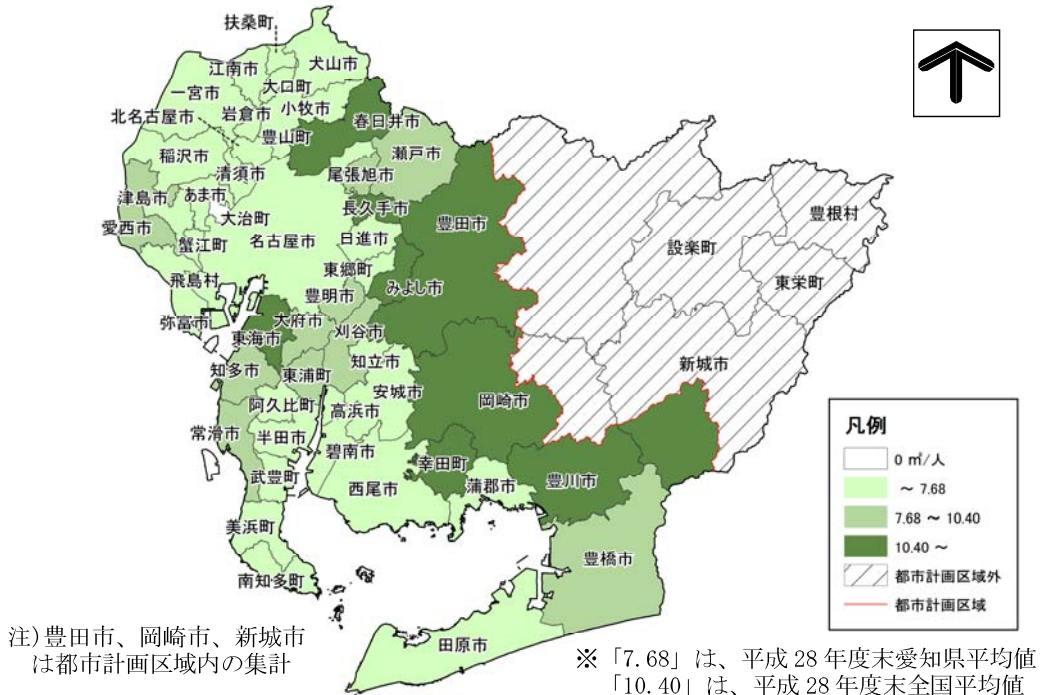 扶桑町
江南市
犬山市
大口町
一宮市
岩倉市
小牧市
北名古屋市
豊山町
春日井市
稲沢市
瀬戸市
清須市
尾張旭市
津島市
あま市
長久手市
大治町
愛西市
豊田市
豊根村
蟹江町
名古屋市
日進市
設楽町
東郷町
飛島村
みよし市
東栄町
豊明市
弥富市
大府市
東海市
刈谷市
知多市
知立市
新城市
東浦町
安城市
阿久比町
高浜市
岡崎市
常滑市
半田市
碧南市
武豊町
西尾市
幸田町
蒲郡市
豊川市
美浜町
豊橋市
南知多町
田原市
凡例
0 ㎡/人
~ 7.68
7.68 ~ 10.40
10.40 ~
都市計画区域外
都市計画区域
注)豊田市、岡崎市、新城市
は都市計画区域内の集計
※「7.68」は、平成 28 年度末愛知県平均値
「10.40」は、平成 28 年度末全国平均値